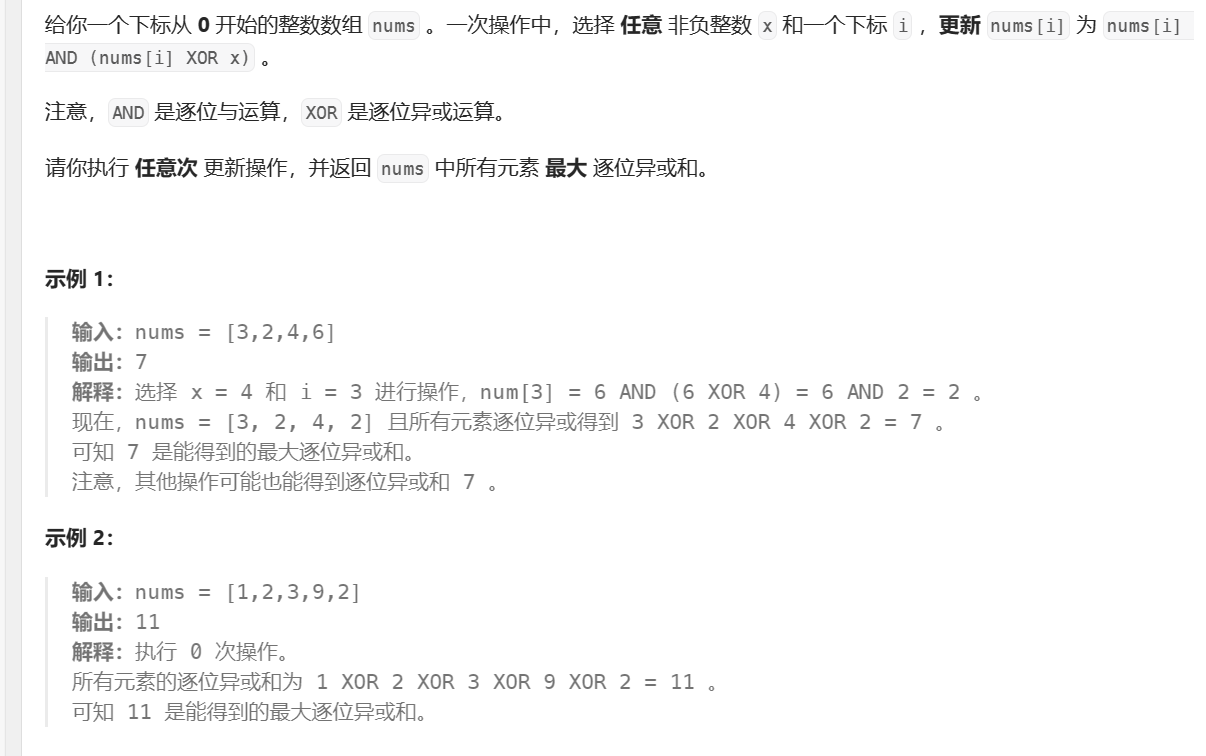 给你一个下标从 0 开始的整数数组 nums 。一次操作中，选择 任意 非负整数 x 和一个下标 i ，更新 nums[i] 为 nums[i]
AND (nums[i] XOR x) 。
注意，AND 是逐位与运算，XOR 是逐位异或运算。
请你执行 任意次 更新操作，并返回 nums 中所有元素 最大 逐位异或和。
示例 1：
输入：nums = [3,2,4,6]
输出：7
解释：选择 x = 4 和 i = 3 进行操作，num[3] = 6 AND (6 XOR 4) = 6 AND 2 = 2 。
现在，nums = [3, 2, 4, 2] 且所有元素逐位异或得到 3 XOR 2 XOR 4 XOR 2 = 7 。
可知 7 是能得到的最大逐位异或和。
注意，其他操作可能也能得到逐位异或和 7 。
示例 2：
输入：nums = [1,2,3,9,2]
输出：11
解释：执行 0 次操作。
所有元素的逐位异或和为 1 XOR 2 XOR 3 XOR 9 XOR 2 = 11 。
可知 11 是能得到的最大逐位异或和。